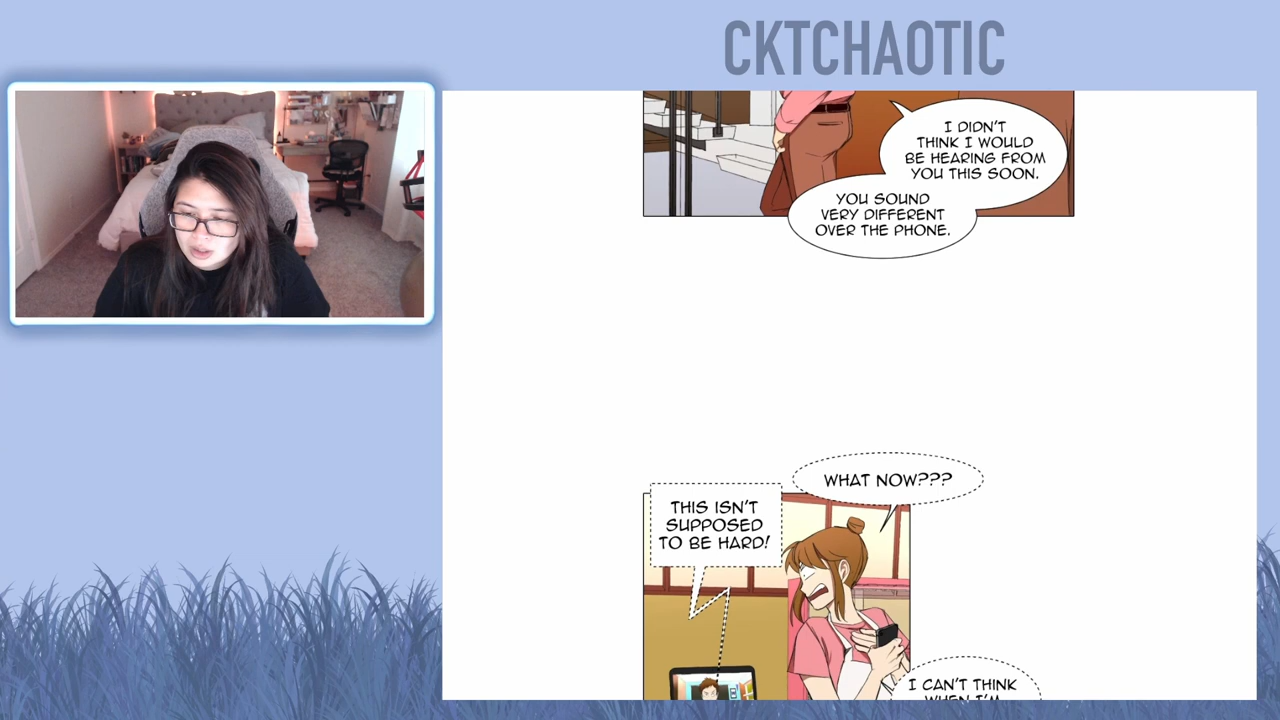 CKTCHAOTIC
I DIDN'T
THINK I WOULD
BE HEARING FROM
YOU THIS SOON.
YOU SOUND
VERY DIFFERENT
OVER THE PHONE.
WHAT NOW???
THIS ISN'T
SUPPOSED
TO BE HARD!
I CAN'T THINK
WHEN I'M